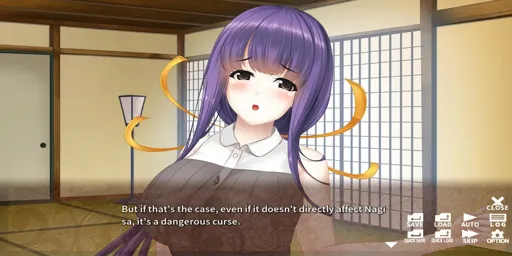 But if that's the case, even if it doesn't directly affect Nagi
sa, it's a dangerous curse.
CLOSE
SAVE LOAD AUTO LOG
QUICK SAVE QUICK LOAD SKIP OPTION